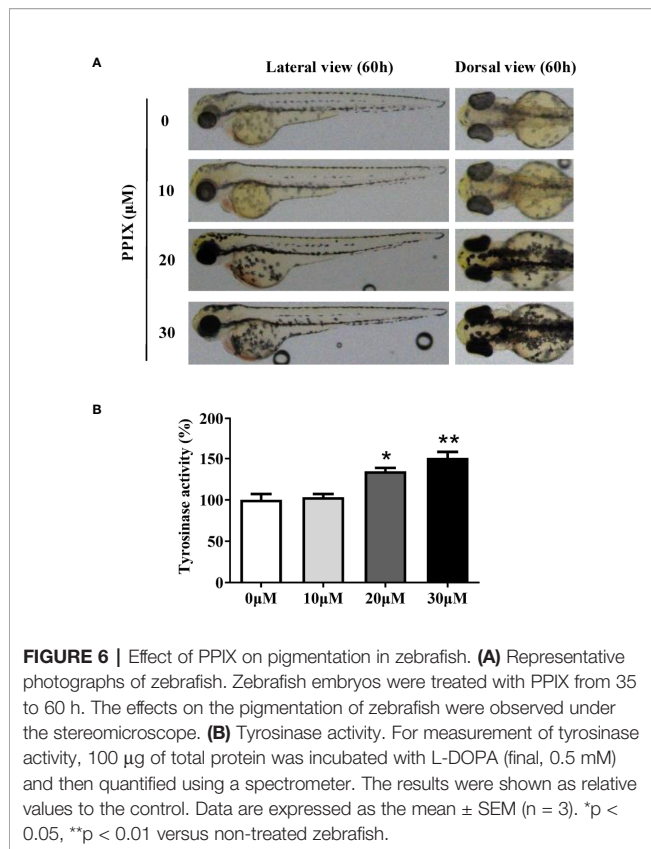 A
Lateral view (60h)
Dorsal view (60h)
PPIX (μM)
0
10
20
30
B
Tyrosinase activity (%)
200
150
100
50
0
*
**
0μM
10μM
20μM
30μM
FIGURE 6 | Effect of PPIX on pigmentation in zebrafish. (A) Representative
photographs of zebrafish. Zebrafish embryos were treated with PPIX from 35
to 60 h. The effects on the pigmentation of zebrafish were observed under
the stereomicroscope. (B) Tyrosinase activity. For measurement of tyrosinase
activity, 100 μg of total protein was incubated with L-DOPA (final, 0.5 mM)
and then quantified using a spectrometer. The results were shown as relative
values to the control. Data are expressed as the mean ± SEM (n = 3). *p <
0.05, **p < 0.01 versus non-treated zebrafish.